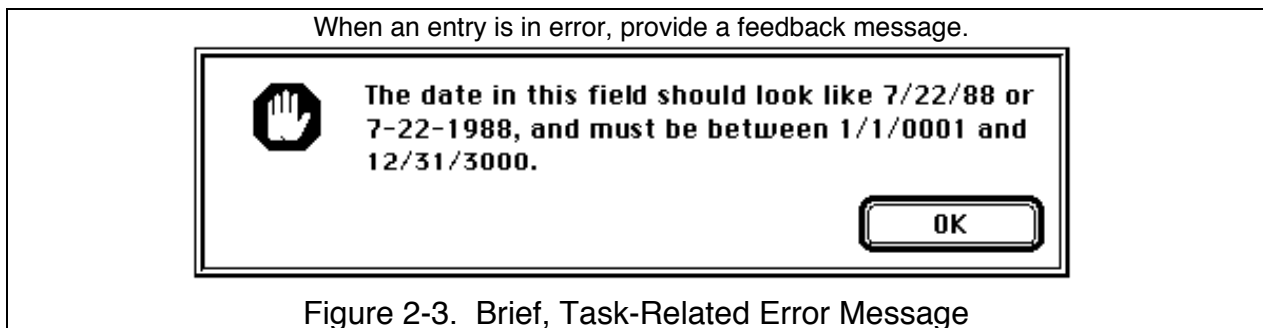 When an entry is in error, provide a feedback message.
The date in this field should look like 7/22/88 or
7-22-1988, and must be between 1/1/0001 and
12/31/3000.
OK
Figure 2-3. Brief, Task-Related Error Message